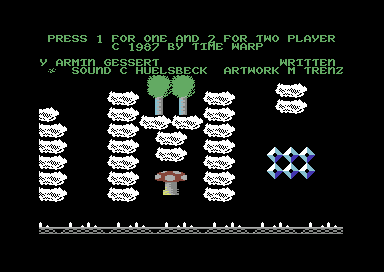 PRESS 1 FOR ONE AND 2 FOR TWO PLAYER
C 1987 BY TIME WARP
Y ARMIN GESSERT WRITTEN
SOUND C HUELSBECK ARTWORK M TRENZ